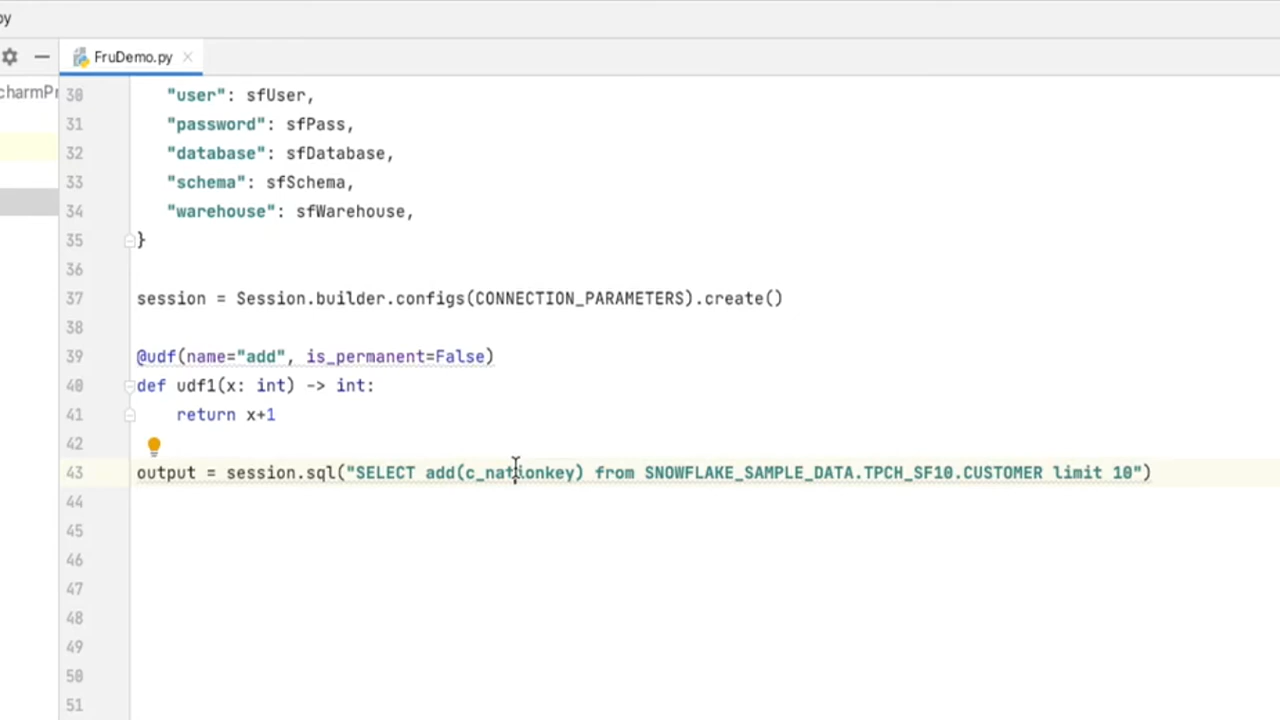 py
FruDemo.py
charmPr
30 "user": sfUser,
31 "password": sfPass,
32 "database": sfDatabase,
33 "schema": sfSchema,
34 "warehouse": sfWarehouse,
35 }
36
37 session = Session.builder.configs(CONNECTION_PARAMETERS).create()
38
39 @udf(name="add", is_permanent=False)
40 def udf1(x: int) -> int:
41 return x+1
42
43 output = session.sql("SELECT add(c_nationkey) from SNOWFLAKE_SAMPLE_DATA.TPCH_SF10.CUSTOMER limit 10")
44
45
46
47
48
49
50
51